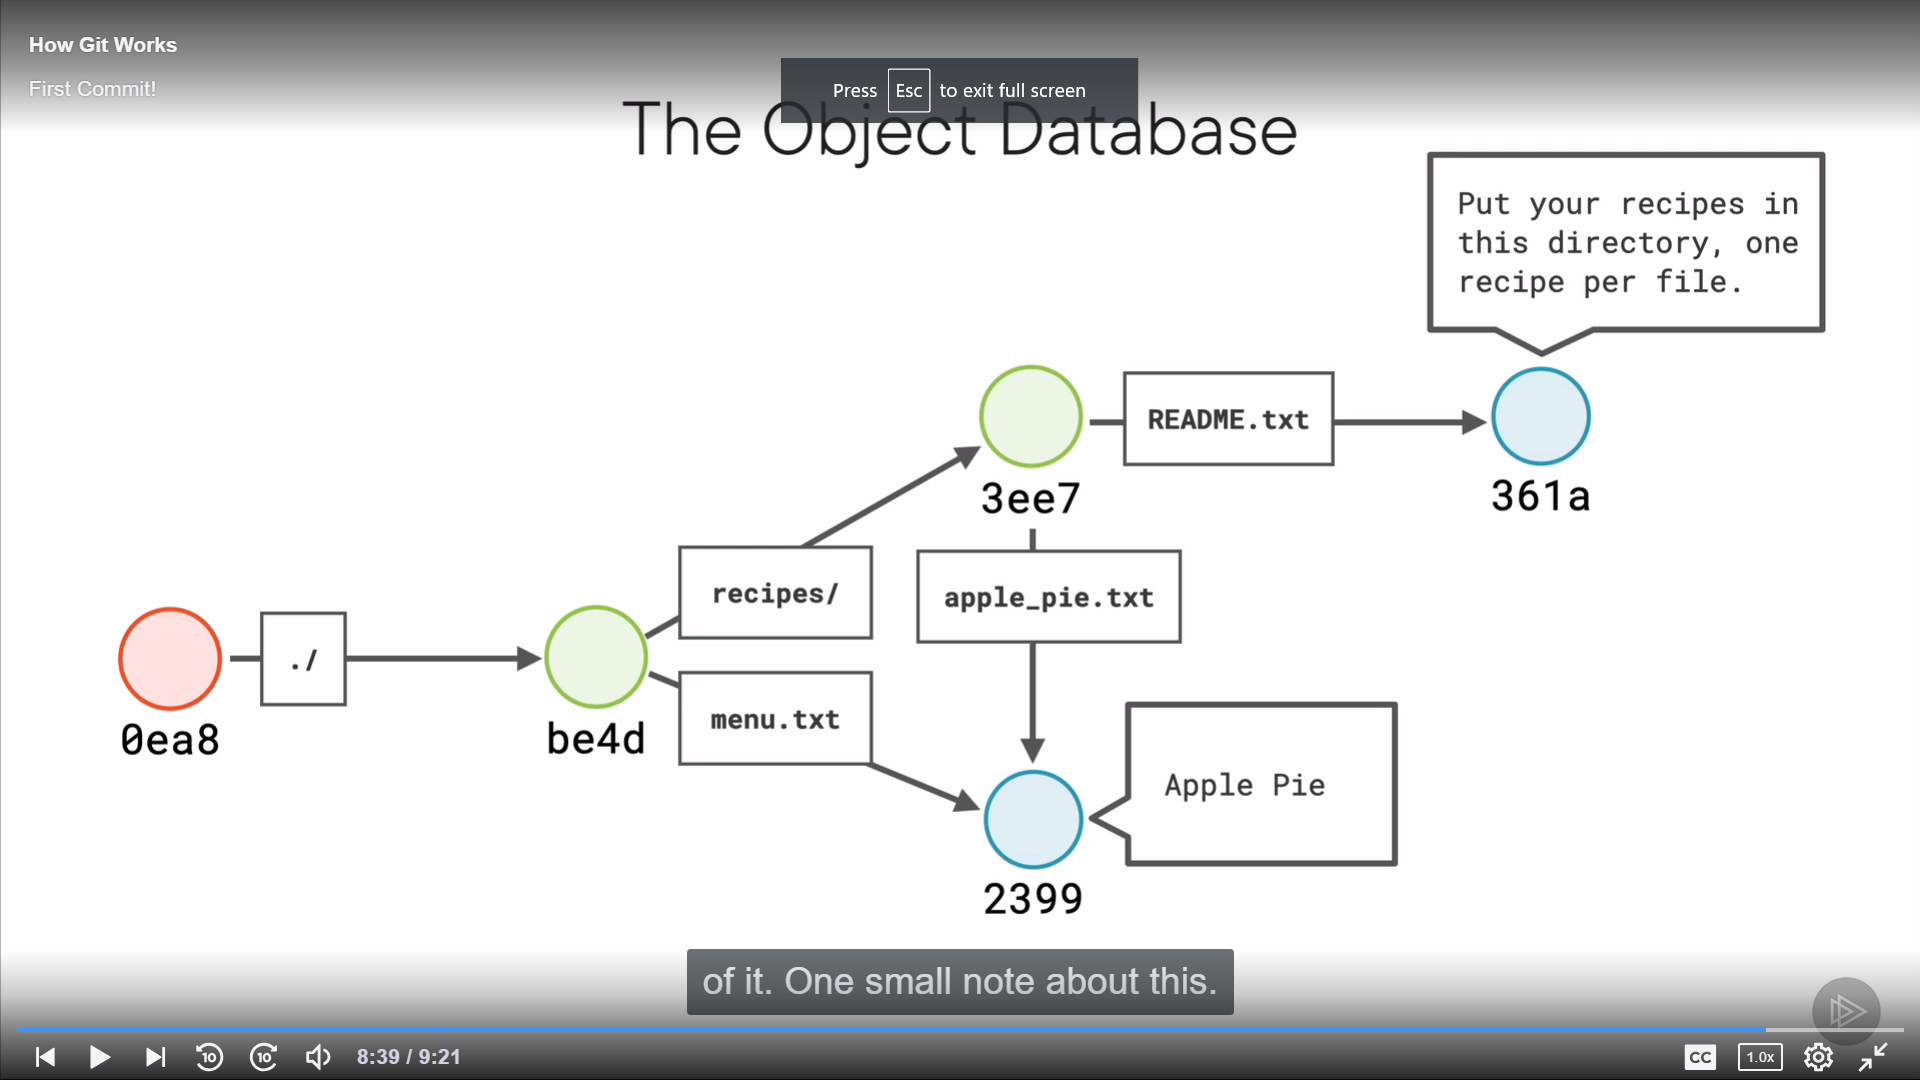 How Git Works
First Commit!
Press Esc to exit full screen
The Object Database
Put your recipes in
this directory, one
recipe per file.
README.txt
3ee7
361a
recipes/
apple_pie.txt
./
menu.txt
0ea8
be4d
Apple Pie
2399
of it. One small note about this.
10
10
8:39 / 9:21
CC
1.0x